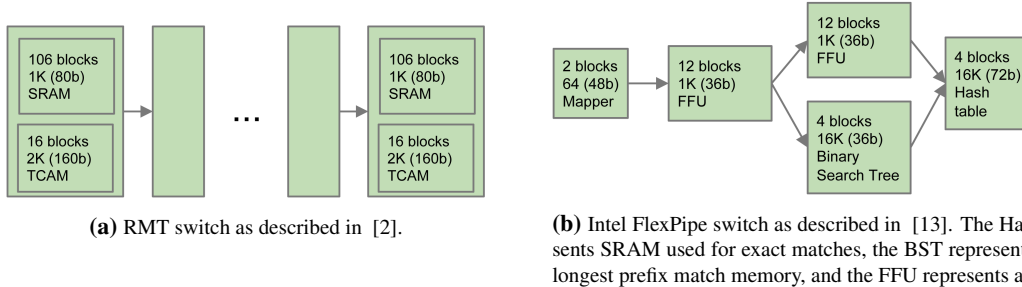 106 blocks
1K (80b)
SRAM
16 blocks
2K (160b)
TCAM
...
106 blocks
1K (80b)
SRAM
16 blocks
2K (160b)
TCAM
(a) RMT switch as described in [2].
2 blocks
64 (48b)
Mapper
12 blocks
1K (36b)
FFU
12 blocks
1K (36b)
FFU
4 blocks
16K (36b)
Binary
Search Tree
4 blocks
16K (72b)
Hash
table
(b) Intel FlexPipe switch as described in [13]. The Ha
sents SRAM used for exact matches, the BST represent
longest prefix match memory, and the FFU represents a